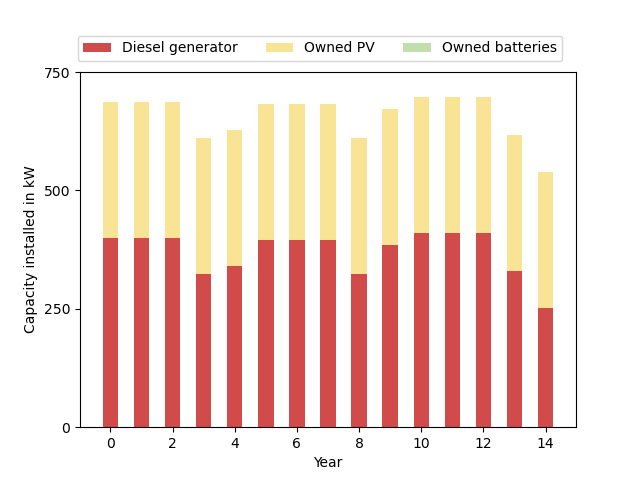 Diesel generator Owned PV Owned batteries
Capacity installed in kW
750
500
250
0
0 2 4 6 8 10 12 14
Year